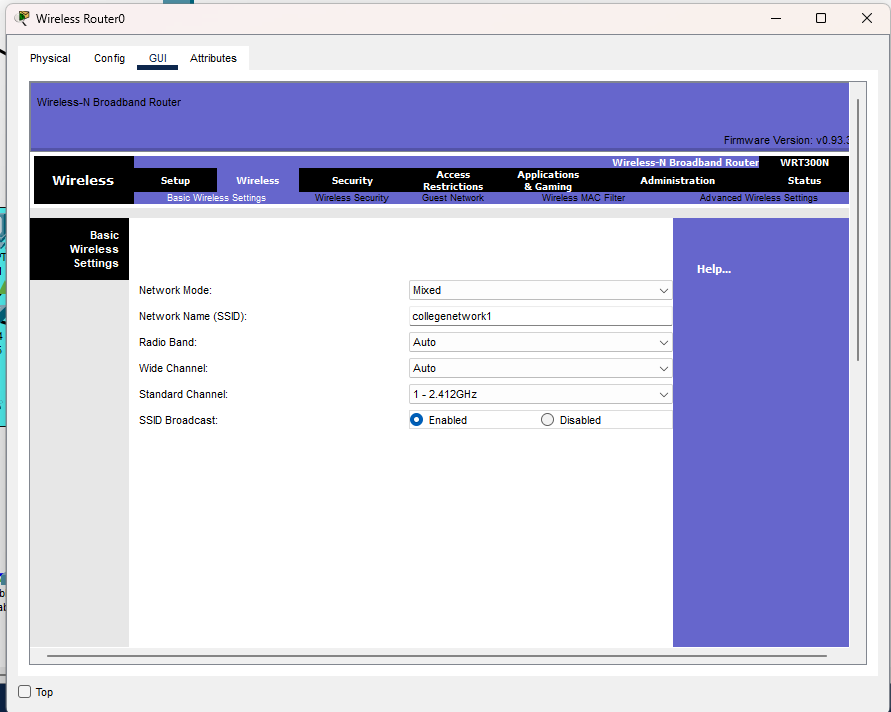 Wireless Router0
Physical Config GUI Attributes
Wireless-N Broadband Router
Firmware Version: v0.93.3
Wireless-N Broadband Router WRT300N
Wireless Setup Wireless Security Access Restrictions Applications & Gaming Administration Status
Basic Wireless Settings Wireless Security Guest Network Wireless MAC Filter Advanced Wireless Settings
Basic
Wireless
Settings
Help...
Network Mode: Mixed
Network Name (SSID): collegenetwork1
Radio Band: Auto
Wide Channel: Auto
Standard Channel: 1 - 2.412GHz
SSID Broadcast: Enabled Disabled
Top